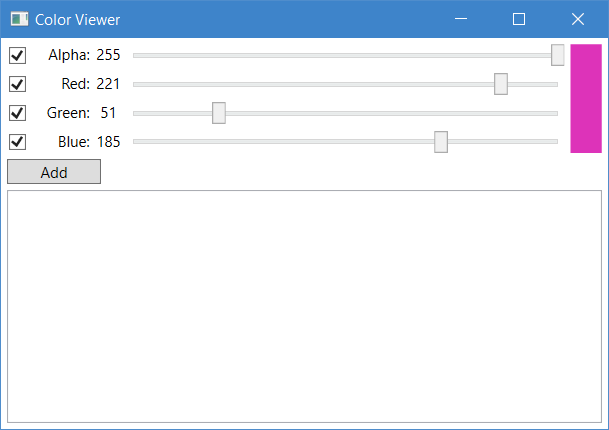 Color Viewer
Alpha: 255
Red: 221
Green: 51
Blue: 185
Add